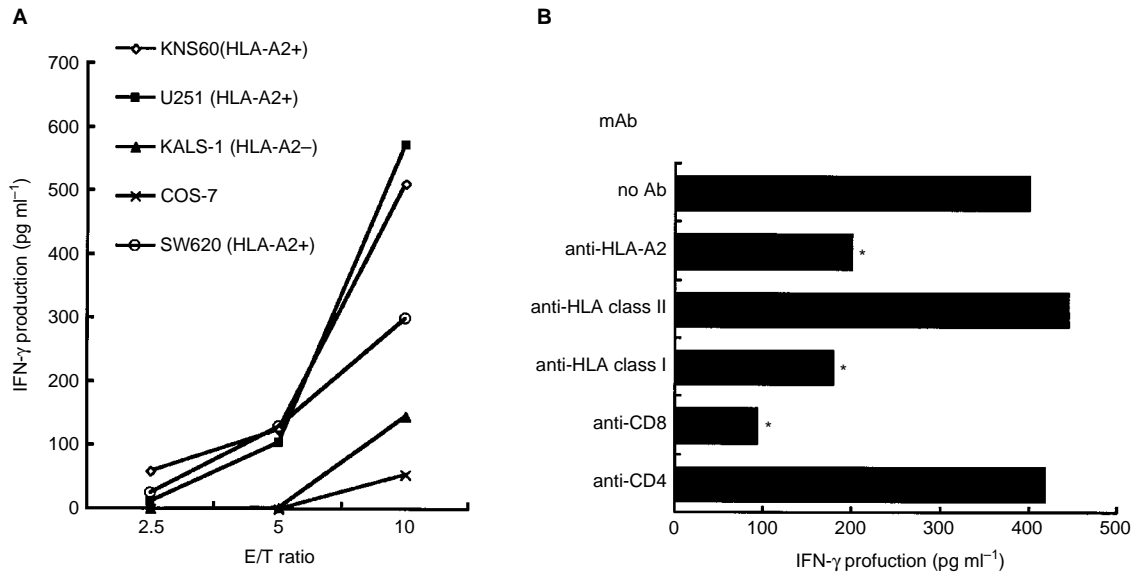 A
KNS60(HLA-A2+)
U251 (HLA-A2+)
KALS-1 (HLA-A2–)
COS-7
SW620 (HLA-A2+)
700
600
500
400
300
200
100
0
IFN-γ production (pg ml–1)
2.5 5 10
E/T ratio
B
mAb
no Ab
anti-HLA-A2 *
anti-HLA class II
anti-HLA class I *
anti-CD8 *
anti-CD4
0 100 200 300 400 500
IFN-γ profuction (pg ml–1)